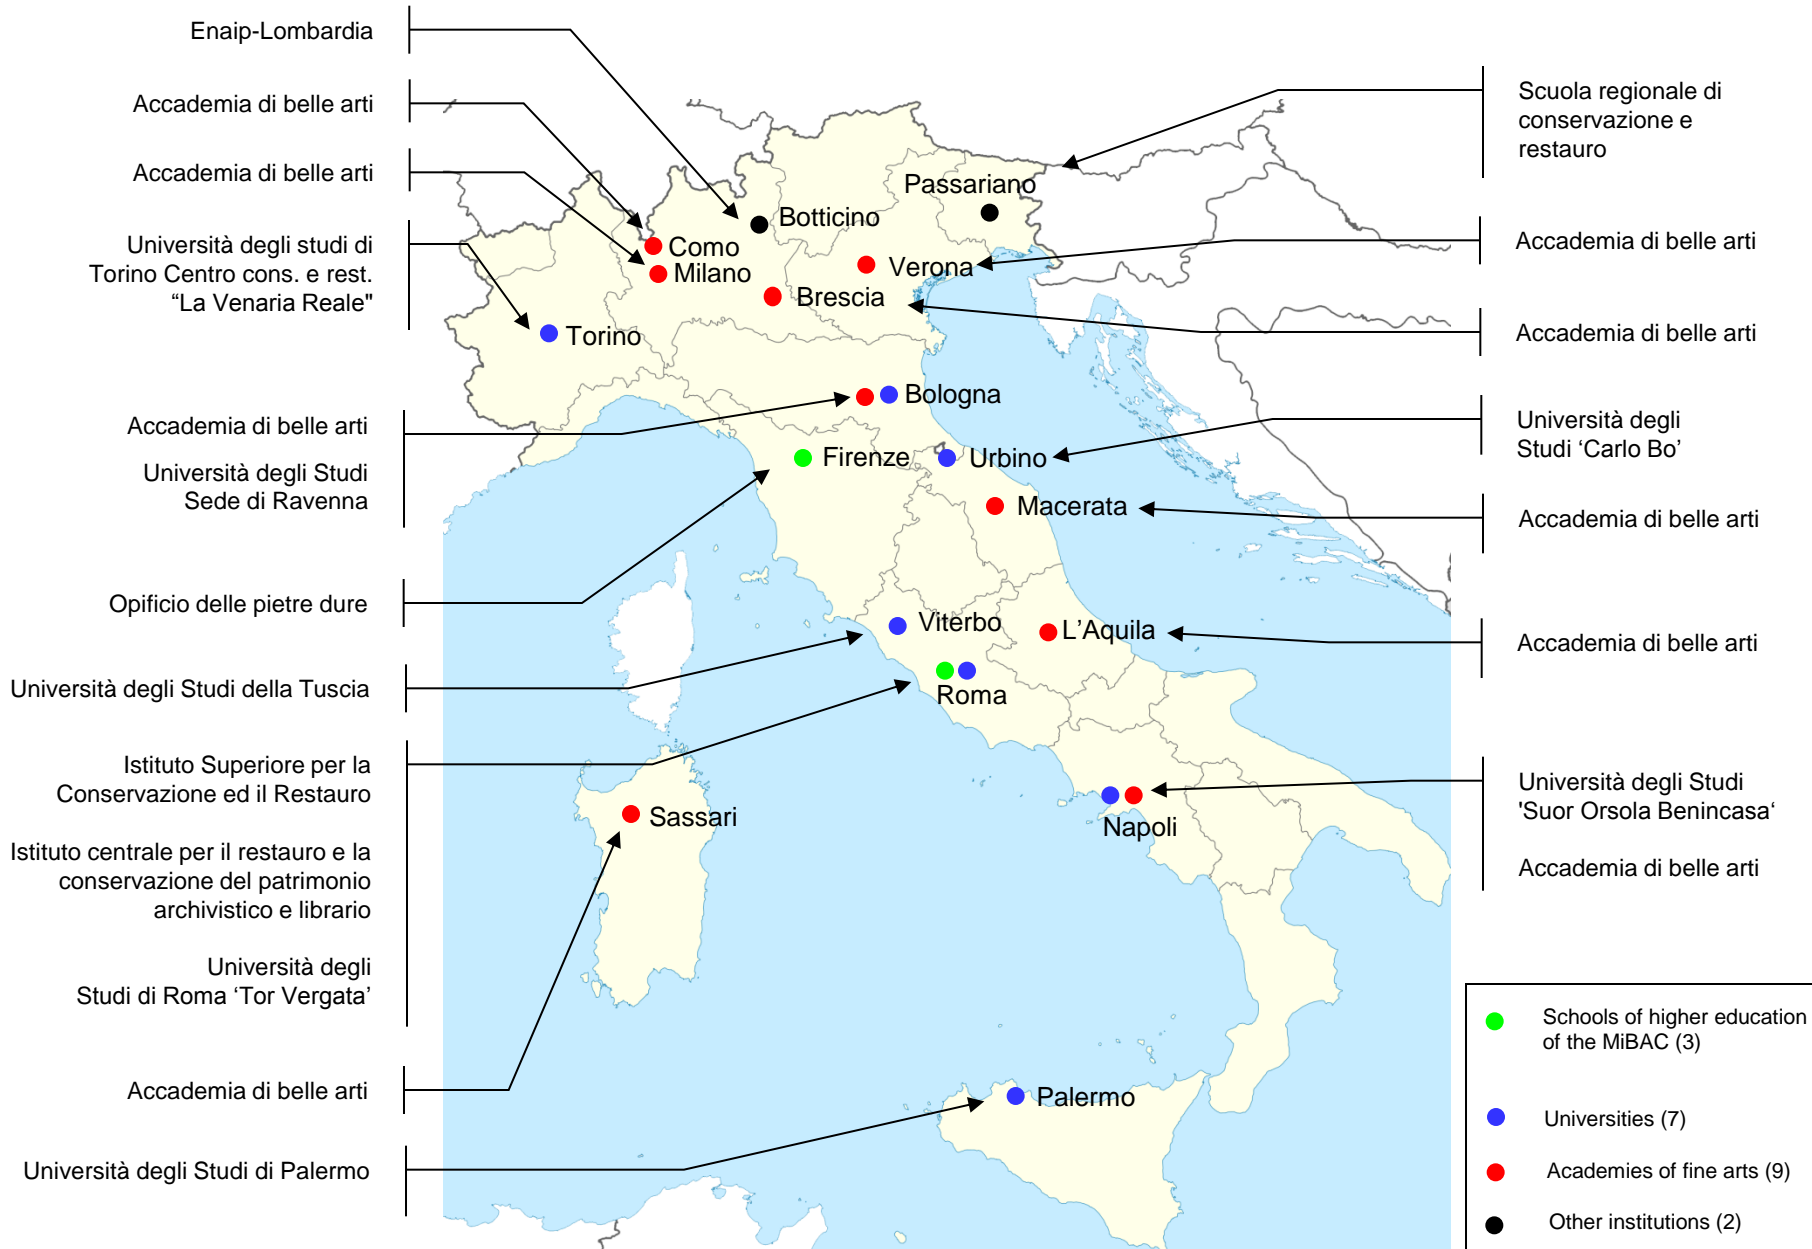 Enaip-Lombardia
Accademia di belle arti
Accademia di belle arti
Università degli studi di
Torino Centro cons. e rest.
“La Venaria Reale"
Accademia di belle arti
Università degli Studi
Sede di Ravenna
Opificio delle pietre dure
Università degli Studi della Tuscia
Istituto Superiore per la
Conservazione ed il Restauro
Istituto centrale per il restauro e la
conservazione del patrimonio
archivistico e librario
Università degli
Studi di Roma ‘Tor Vergata’
Accademia di belle arti
Università degli Studi di Palermo
Passariano
Botticino
Como
Milano
Verona
Brescia
Torino
Bologna
Firenze
Urbino
Macerata
Viterbo
L’Aquila
Roma
Napoli
Sassari
Palermo
Scuola regionale di
conservazione e
restauro
Accademia di belle arti
Accademia di belle arti
Università degli
Studi ‘Carlo Bo’
Accademia di belle arti
Accademia di belle arti
Università degli Studi
'Suor Orsola Benincasa‘
Accademia di belle arti
Schools of higher education
of the MiBAC (3)
Universities (7)
Academies of fine arts (9)
Other institutions (2)